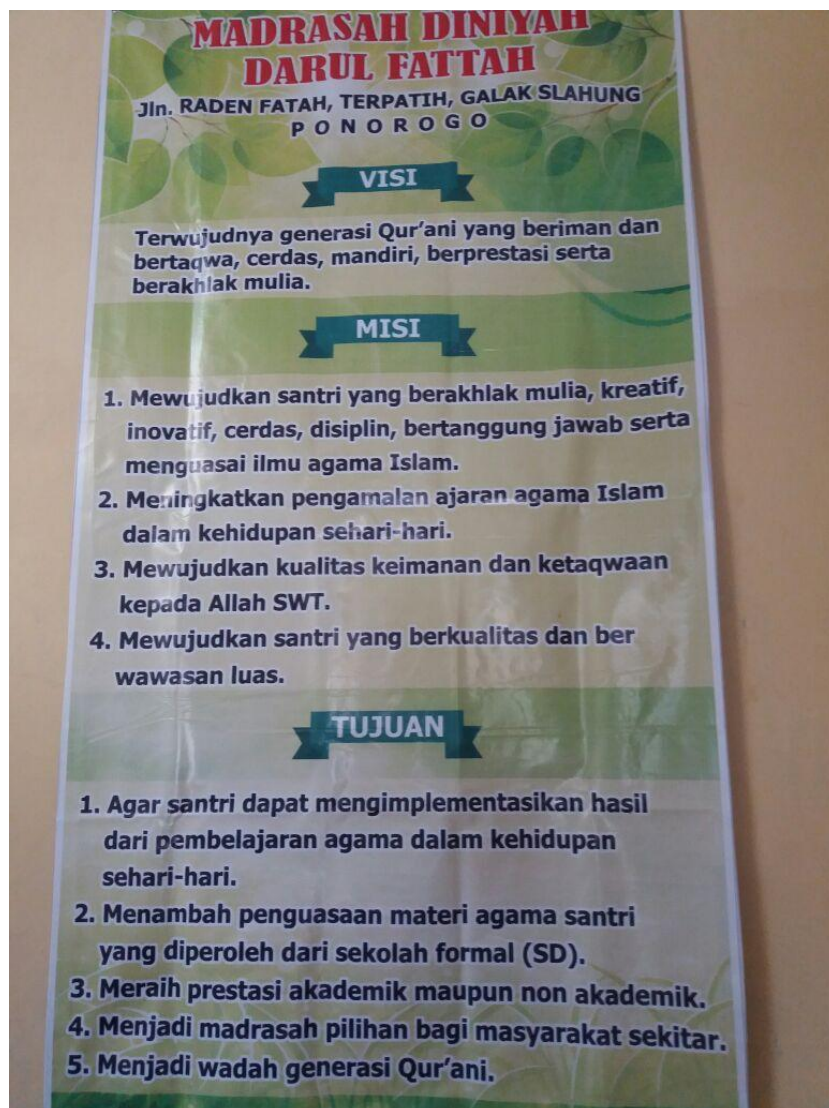 MADRASAH DINIYAH
DARUL FATTAH
Jln. RADEN FATAH, TERPATIH, GALAK SLAHUNG
PONOROGO
VISI
Terwujudnya generasi Qur'ani yang beriman dan
bertaqwa, cerdas, mandiri, berprestasi serta
berakhlak mulia.
MISI
1. Mewujudkan santri yang berakhlak mulia, kreatif,
inovatif, cerdas, disiplin, bertanggung jawab serta
menguasai ilmu agama Islam.
2. Meningkatkan pengamalan ajaran agama Islam
dalam kehidupan sehari-hari.
3. Mewujudkan kualitas keimanan dan ketaqwaan
kepada Allah SWT.
4. Mewujudkan santri yang berkualitas dan ber
wawasan luas.
TUJUAN
1. Agar santri dapat mengimplementasikan hasil
dari pembelajaran agama dalam kehidupan
sehari-hari.
2. Menambah penguasaan materi agama santri
yang diperoleh dari sekolah formal (SD).
3. Meraih prestasi akademik maupun non akademik.
4. Menjadi madrasah pilihan bagi masyarakat sekitar.
5. Menjadi wadah generasi Qur'ani.